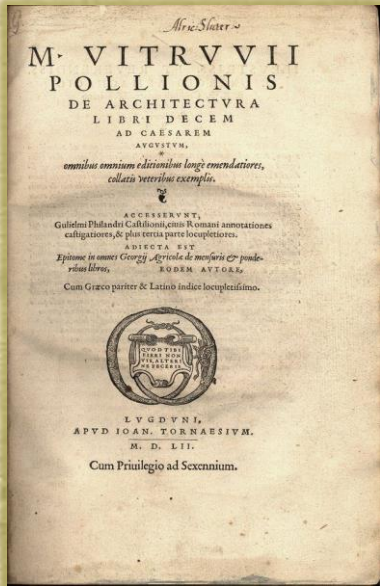 M. VITRVVII
POLLIONIS
DE ARCHITECTVRA
LIBRI DECEM
AD CAESAREM
AVGVSTVM,
omnibus omnium editionibus longè emendatiores,
collatis veteribus exemplis.
ACCESSERVNT,
Gulielmi Philandri Castilionii, ciuis Romani annotationes
castigatiores, & plus tertia parte locupletiores.
ADIECTA EST
Epitome in omnes Georgij Agricolæ de mensuris & ponde-
ribus libros, EODEM AVTORE,
Cum Græco pariter & Latino indice locupletissimo.
QVOD TIBI
FIERI NON
VIS, ALTERI
NE FECERIS
LVGDVNI,
APVD IOAN. TORNAESIVM.
M. D. LII.
Cum Priuilegio ad Sexennium.